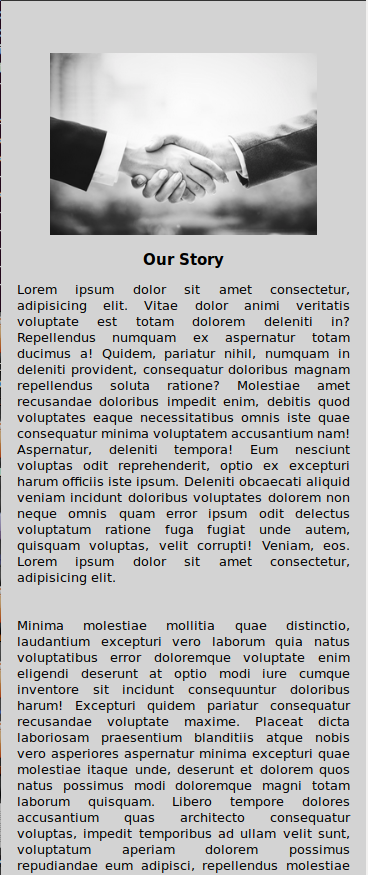 Our Story
Lorem ipsum dolor sit amet consectetur,
adipisicing elit. Vitae dolor animi veritatis
voluptate est totam dolorem deleniti in?
Repellendus numquam ex aspernatur totam
ducimus a! Quidem, pariatur nihil, numquam in
deleniti provident, consequatur doloribus magnam
repellendus soluta ratione? Molestiae amet
recusandae doloribus impedit enim, debitis quod
voluptates eaque necessitatibus omnis iste quae
consequatur minima voluptatem accusantium nam!
Aspernatur, deleniti tempora! Eum nesciunt
voluptas odit reprehenderit, optio ex excepturi
harum officiis iste ipsum. Deleniti obcaecati aliquid
veniam incidunt doloribus voluptates dolorem non
neque omnis quam error ipsum odit delectus
voluptatum ratione fuga fugiat unde autem,
quisquam voluptas, velit corrupti! Veniam, eos.
Lorem ipsum dolor sit amet consectetur,
adipisicing elit.
Minima molestiae mollitia quae distinctio,
laudantium excepturi vero laborum quia natus
voluptatibus error doloremque voluptate enim
eligendi deserunt at optio modi iure cumque
inventore sit incidunt consequuntur doloribus
harum! Excepturi quidem pariatur consequatur
recusandae voluptate maxime. Placeat dicta
laboriosam praesentium blanditiis atque nobis
vero asperiores aspernatur minima excepturi quae
molestiae itaque unde, deserunt et dolorem quos
natus possimus modi doloremque magni totam
laborum quisquam. Libero tempore dolores
accusantium quas architecto consequatur
voluptas, impedit temporibus ad ullam velit sunt,
voluptatum aperiam dolorem possimus
repudiandae eum adipisci, repellendus molestiae